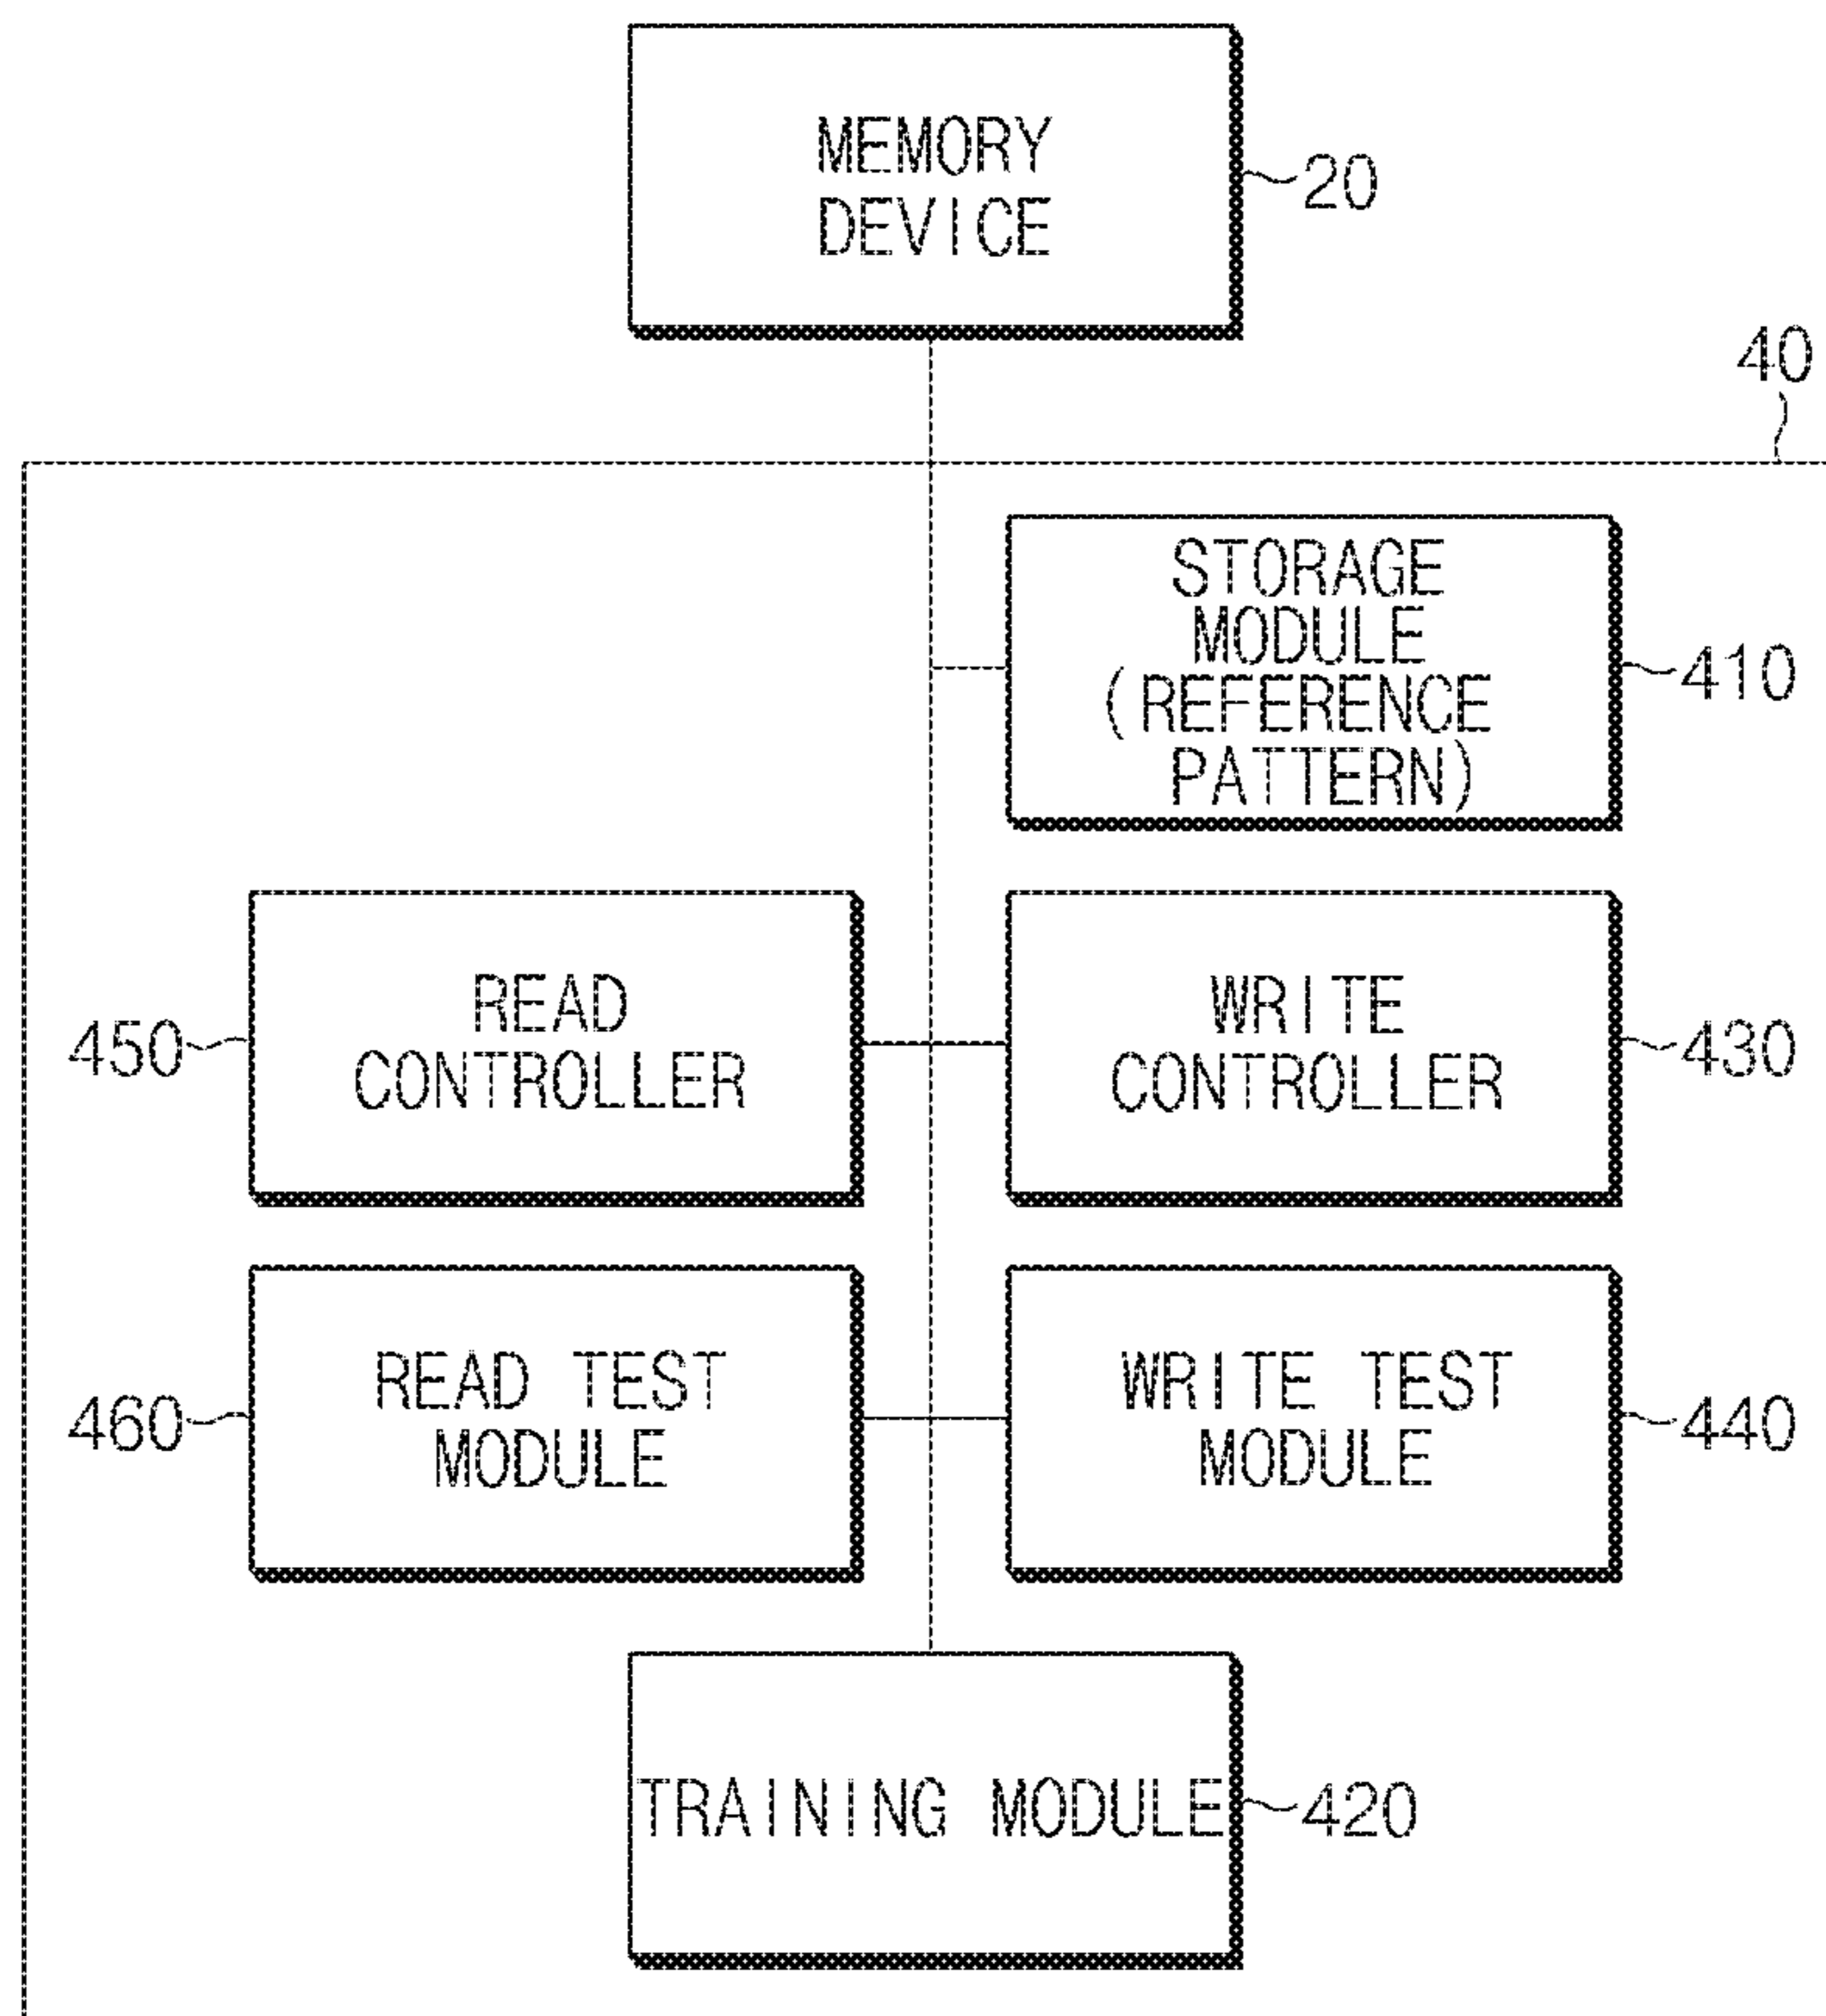 MEMORY
DEVICE
20
40
STORAGE
MODULE
(REFERENCE
PATTERN)
410
READ
CONTROLLER
450
WRITE
CONTROLLER
430
READ TEST
MODULE
460
WRITE TEST
MODULE
440
TRAINING MODULE
420